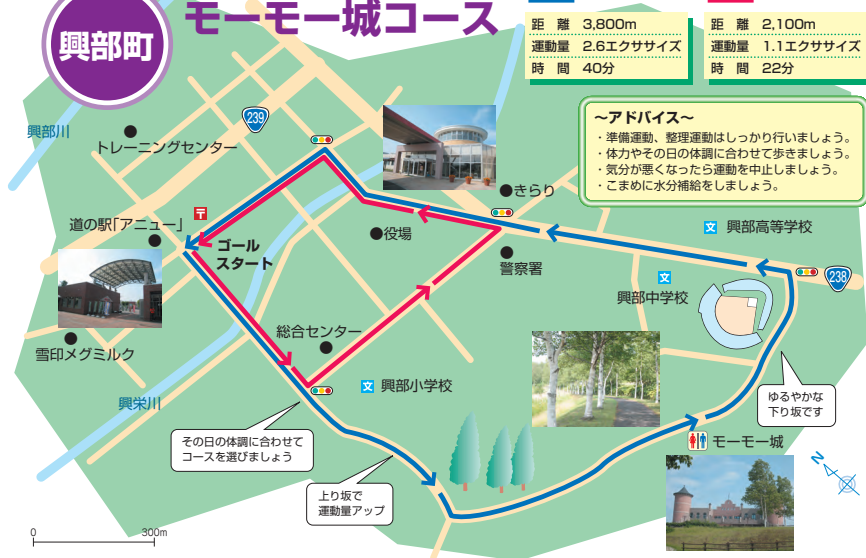 興部町
モーモー城コース
距 離 3,800m
運動量 2.6エクササイズ
時 間 40分
距 離 2,100m
運動量 1.1エクササイズ
時 間 22分
～アドバイス～
・準備運動、整理運動はしっかり行いましょう。
・体力やその日の体調に合わせて歩きましょう。
・気分が悪くなったら運動を中止しましょう。
・こまめに水分補給をしましょう。
239
興部川
トレーニングセンター
きらり
道の駅「アニュー」
〒
ゴール
スタート
役場
文 興部高等学校
警察署
238
文
興部中学校
総合センター
雪印メグミルク
文 興部小学校
興栄川
ゆるやかな
下り坂です
その日の体調に合わせて
コースを選びましょう
モーモー城
上り坂で
運動量アップ
N
0 300m